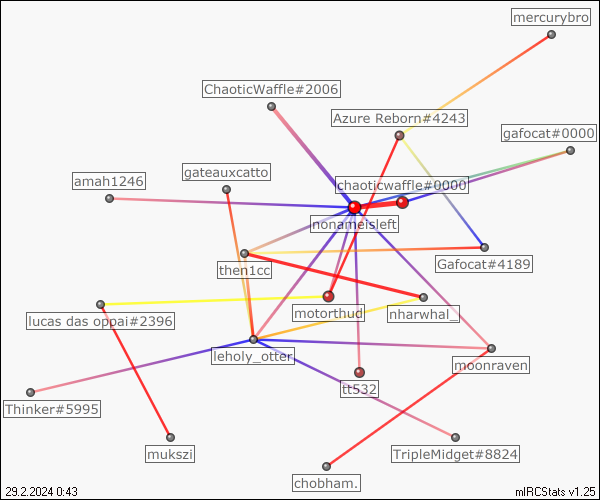 mercurybro
ChaoticWaffle#2006
Azure Reborn#4243
gafocat#0000
gateauxcatto
amah1246
chaoticwaffle#0000
nonameisleft
then1cc
Gafocat#4189
motorthud
nharwhal_
lucas das oppai#2396
leholy_otter
moonraven
tt532
Thinker#5995
mukszi
TripleMidget#8824
chobham.
29.2.2024 0:43
mIRCStats v1.25